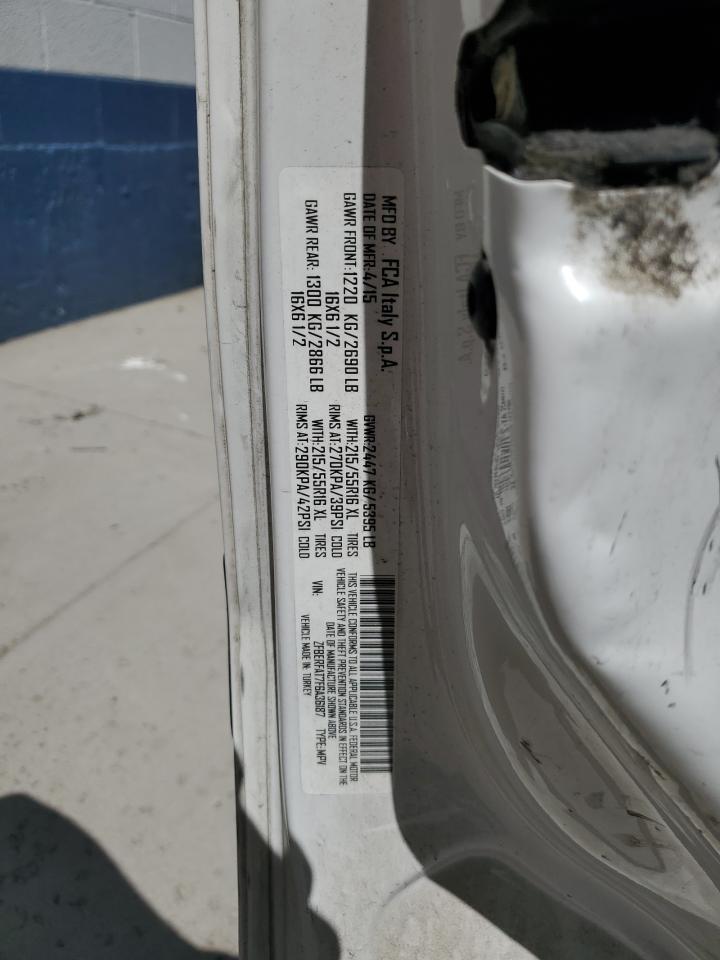 MFD BY FCA Italy S.p.A.
DATE OF MFR:4/15 GVWR:2447 KG/5395 LB
GAWR FRONT:1220 KG/2690 LB WITH:215/55R16 XL TIRES
16X6 1/2 RIMS AT:270KPA/39PSI COLD
GAWR REAR: 1300 KG/2866 LB WITH:215/55R16 XL TIRES
16X6 1/2 RIMS AT:290KPA/42PSI COLD
THIS VEHICLE CONFORMS TO ALL APPLICABLE U.S.A. FEDERAL MOTOR
VEHICLE SAFETY AND THEFT PREVENTION STANDARDS IN EFFECT ON THE
DATE OF MANUFACTURE SHOWN ABOVE
VIN: ZFBERFAT7F6A36187 TYPE:MPV
VEHICLE MADE IN: TURKEY